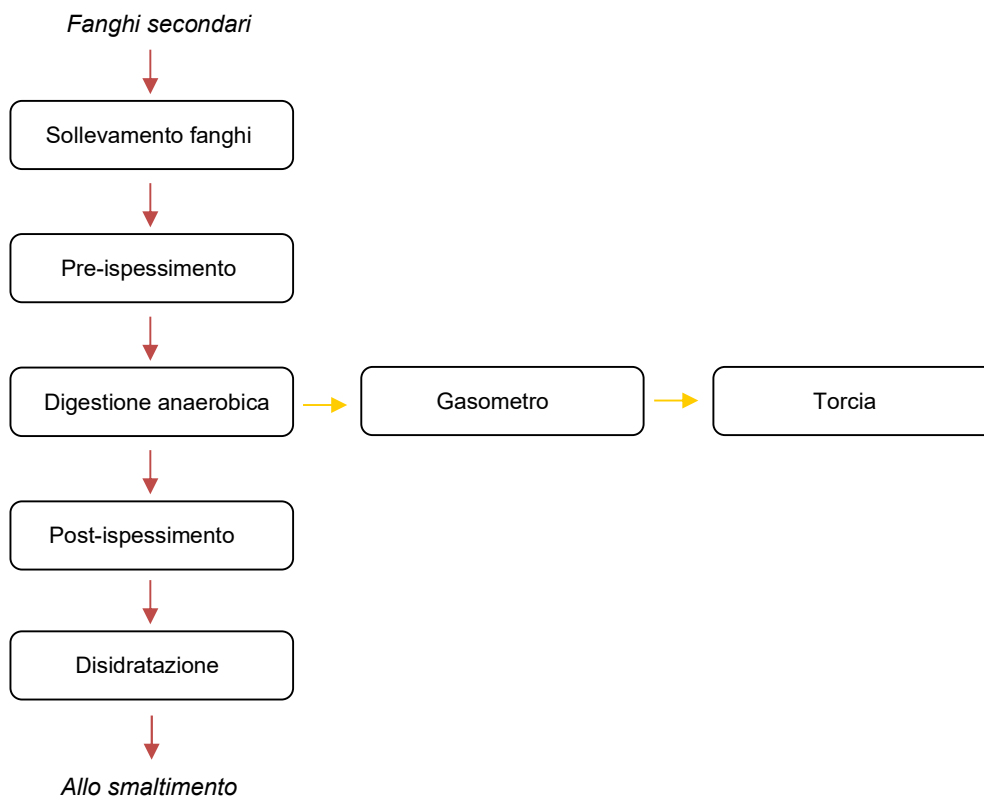 Fanghi secondari
Sollevamento fanghi
Pre-ispessimento
Digestione anaerobica
Gasometro
Torcia
Post-ispessimento
Disidratazione
Allo smaltimento